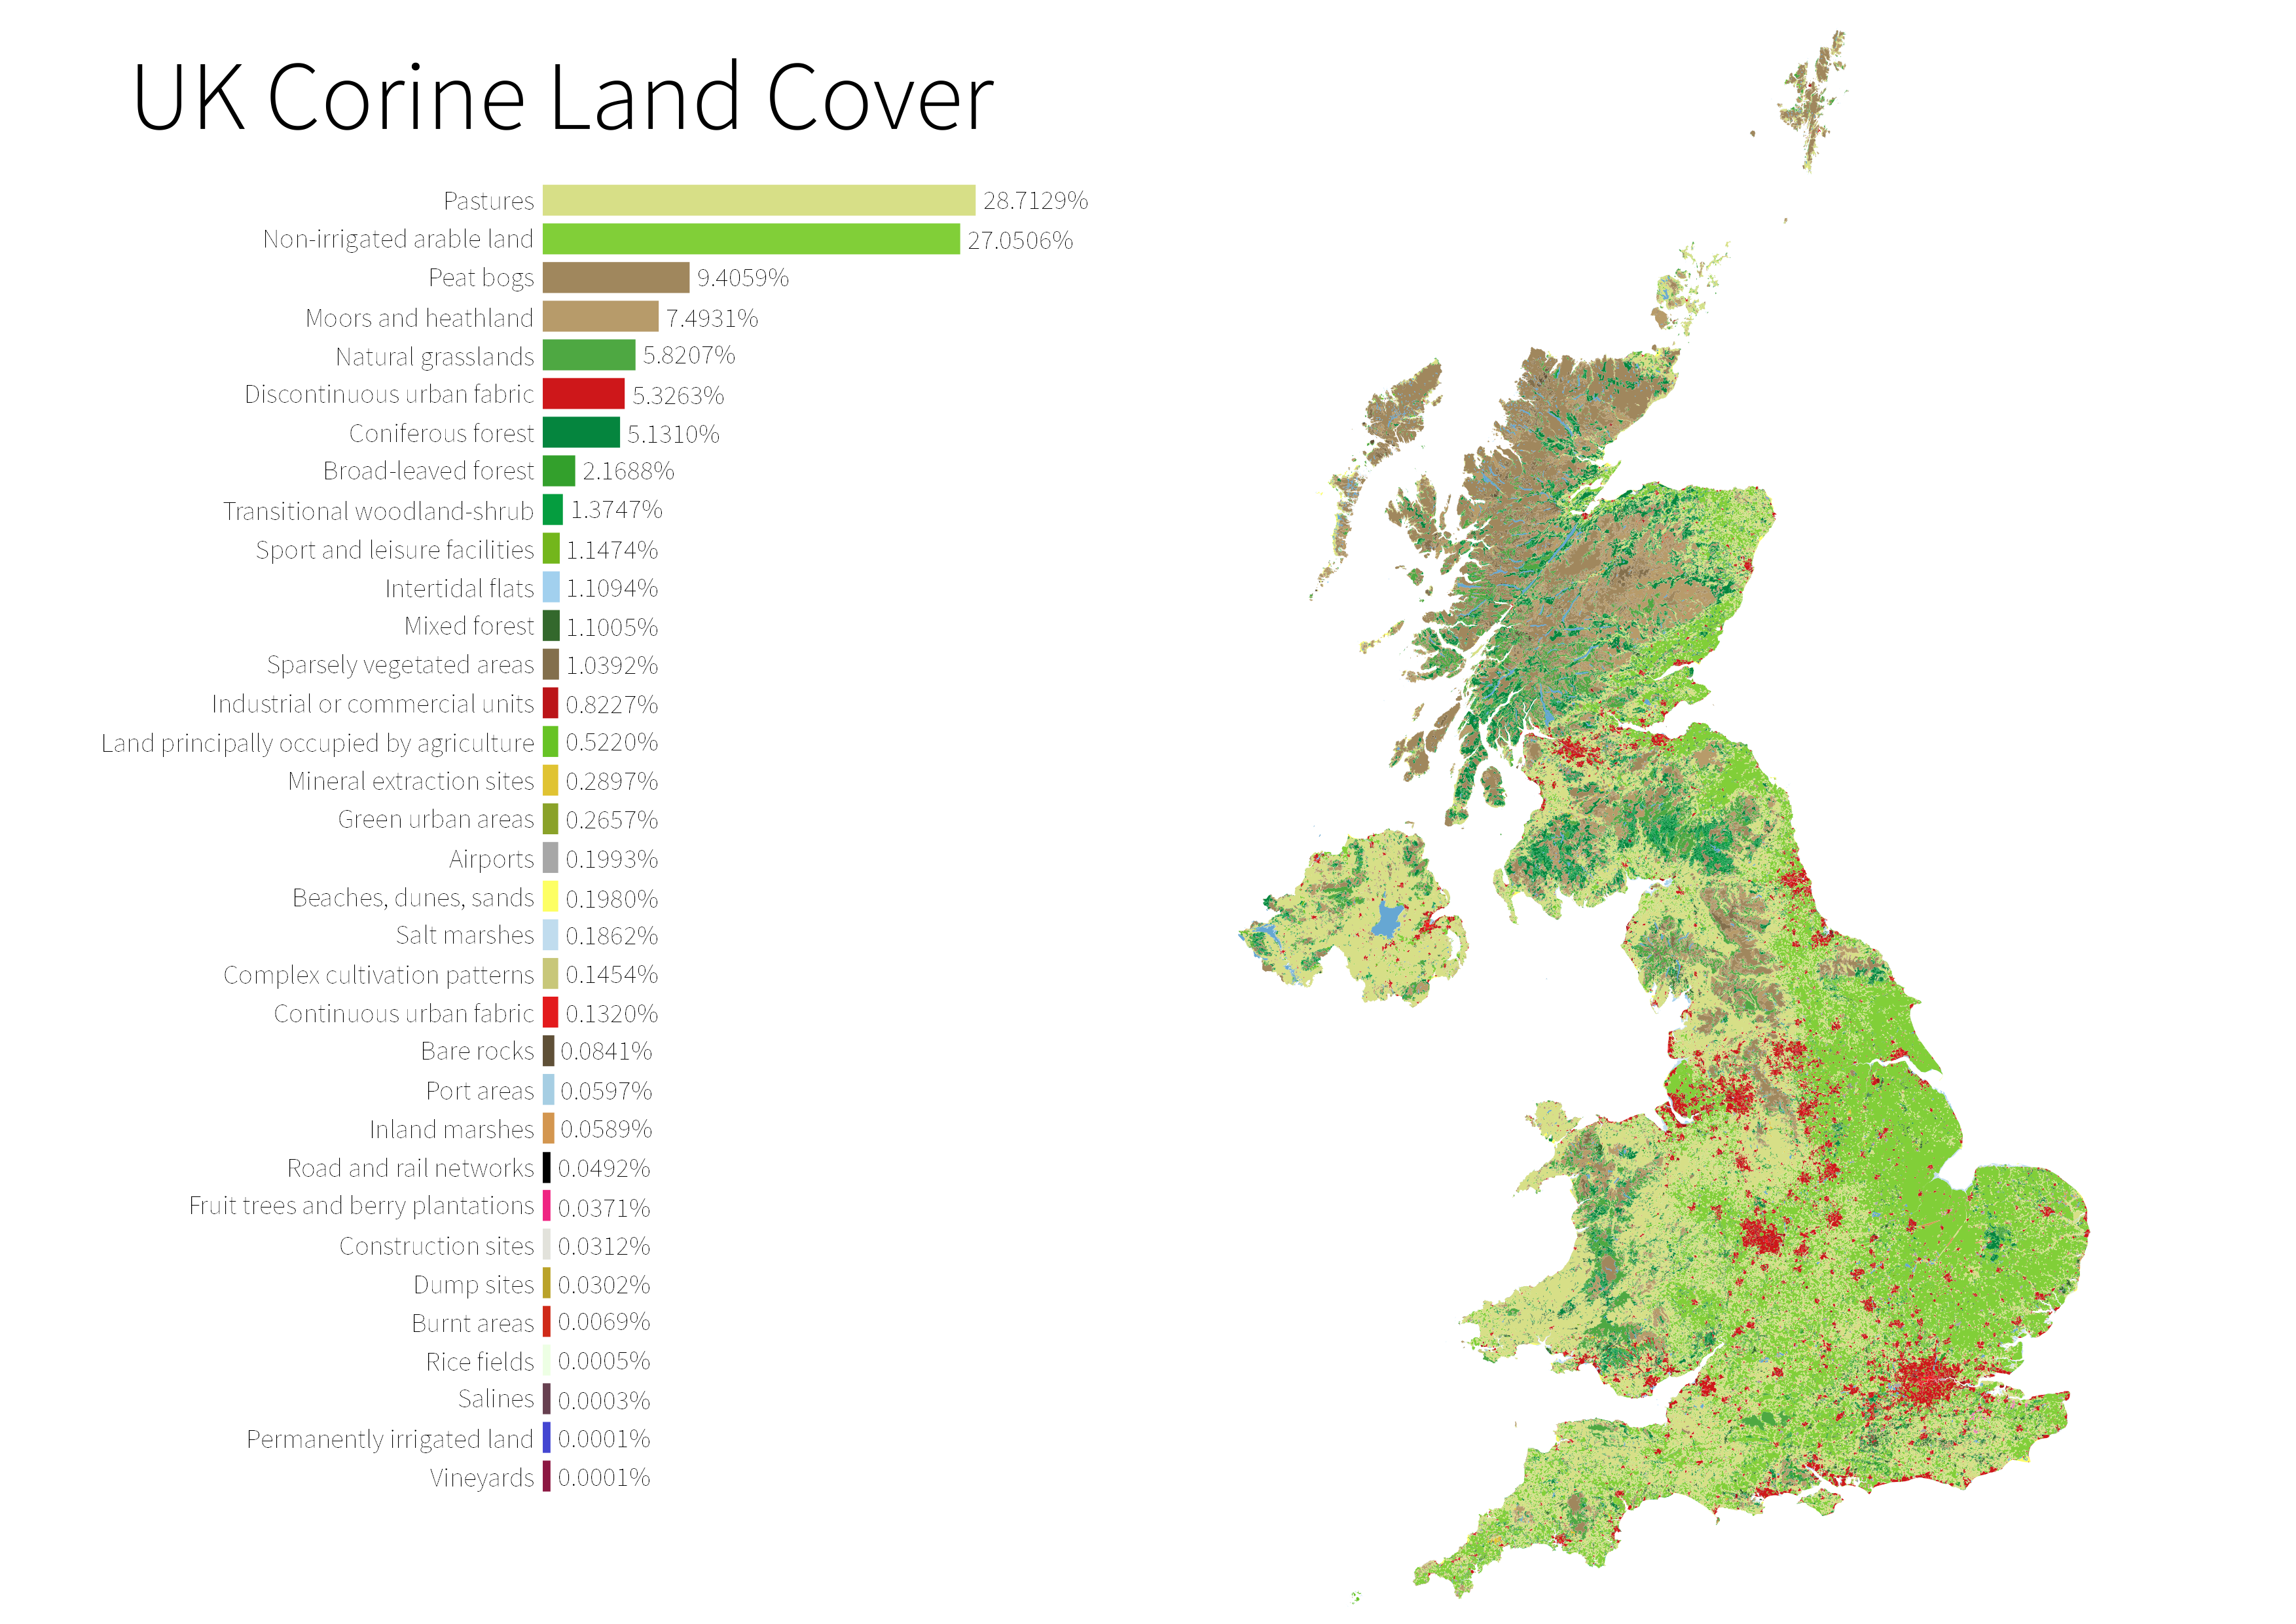 UK Corine Land Cover
Pastures 28.7129%
Non-irrigated arable land 27.0506%
Peat bogs 9.4059%
Moors and heathland 7.4931%
Natural grasslands 5.8207%
Discontinuous urban fabric 5.3263%
Coniferous forest 5.1310%
Broad-leaved forest 2.1688%
Transitional woodland-shrub 1.3747%
Sport and leisure facilities 1.1474%
Intertidal flats 1.1094%
Mixed forest 1.1005%
Sparsely vegetated areas 1.0392%
Industrial or commercial units 0.8227%
Land principally occupied by agriculture 0.5220%
Mineral extraction sites 0.2897%
Green urban areas 0.2657%
Airports 0.1993%
Beaches, dunes, sands 0.1980%
Salt marshes 0.1862%
Complex cultivation patterns 0.1454%
Continuous urban fabric 0.1320%
Bare rocks 0.0841%
Port areas 0.0597%
Inland marshes 0.0589%
Road and rail networks 0.0492%
Fruit trees and berry plantations 0.0371%
Construction sites 0.0312%
Dump sites 0.0302%
Burnt areas 0.0069%
Rice fields 0.0005%
Salines 0.0003%
Permanently irrigated land 0.0001%
Vineyards 0.0001%